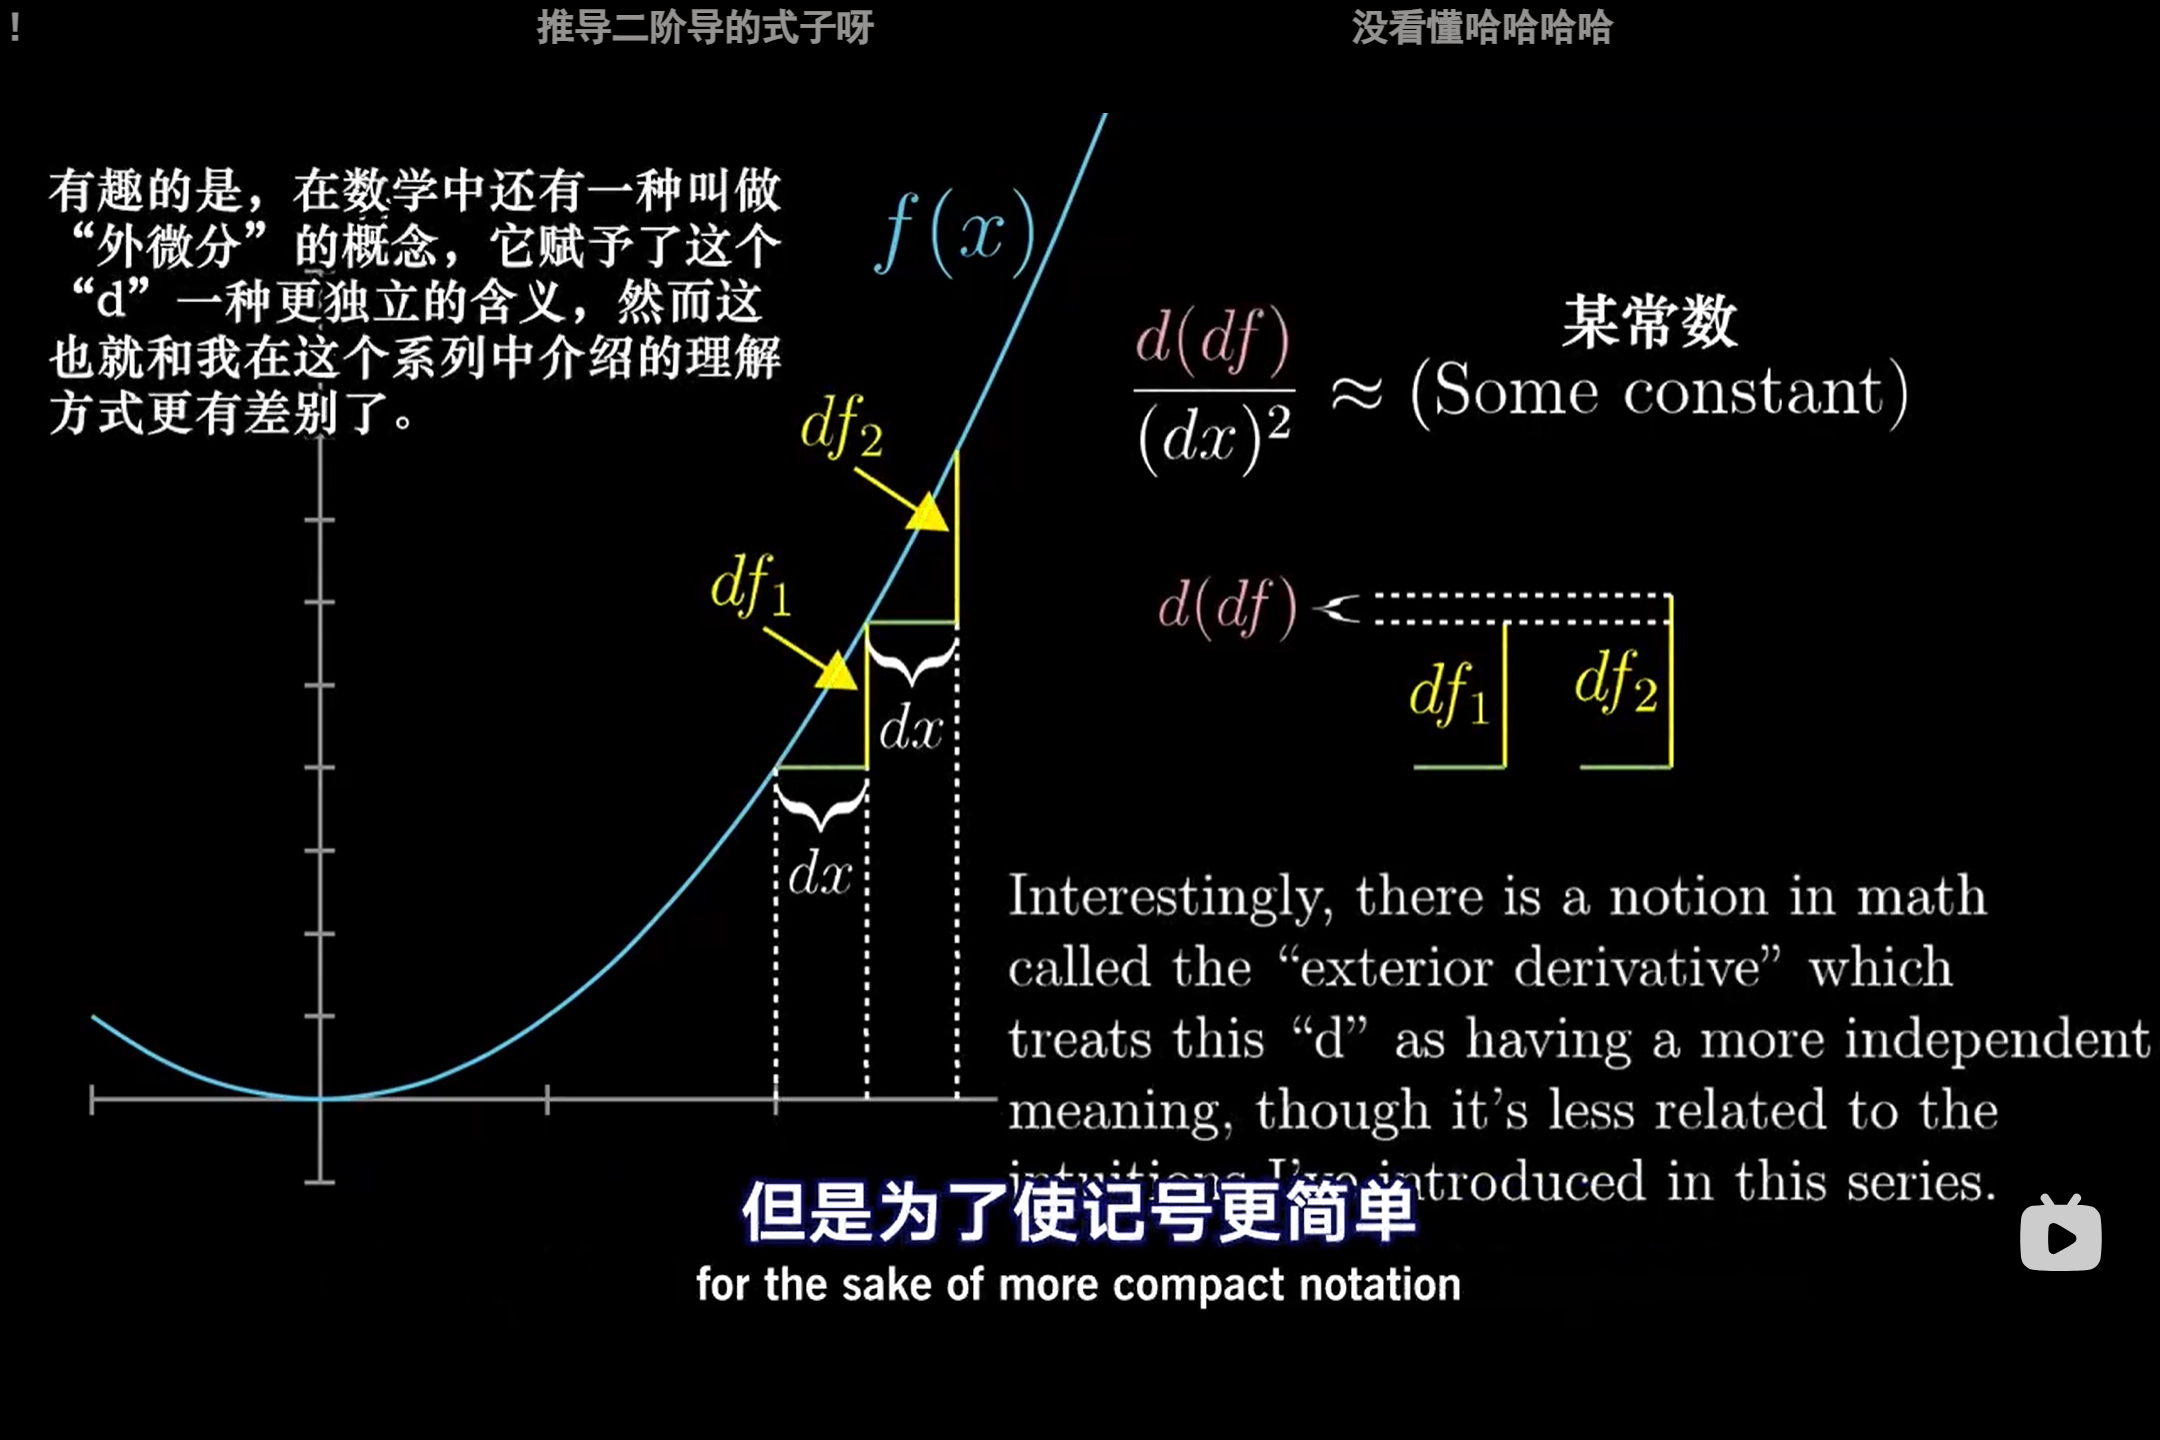 !
推导二阶导的式子呀
没看懂哈哈哈哈
有趣的是，在数学中还有一种叫做
“外微分”的概念，它赋予了这个
“d”一种更独立的含义，然而这
也就和我在这个系列中介绍的理解
方式更有差别了。
f(x)
某常数
d(df)/(dx)² ≈ (Some constant)
df₂
df₁
dx
dx
d(df)
df₁
df₂
Interestingly, there is a notion in math
called the “exterior derivative” which
treats this “d” as having a more independent
meaning, though it’s less related to the
intuitions I’ve introduced in this series.
但是为了使记号更简单
for the sake of more compact notation